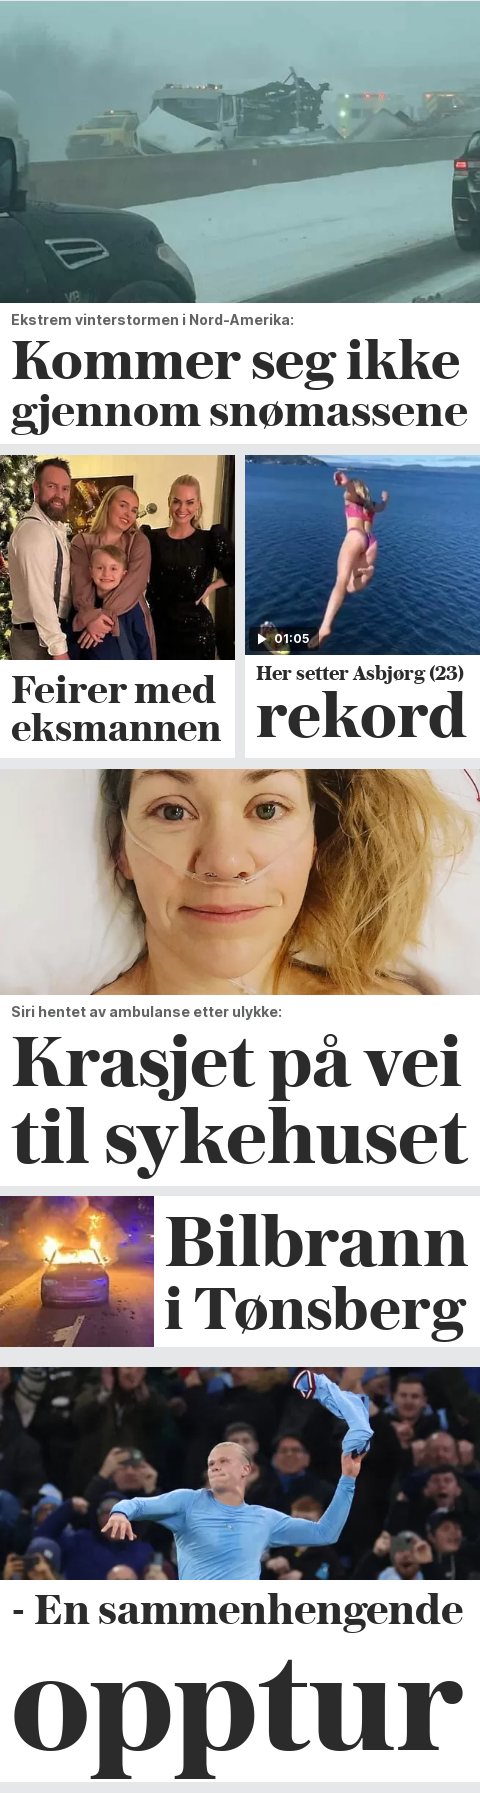 Ekstrem vinterstormen i Nord-Amerika:
Kommer seg ikke
gjennom snømassene
Feirer med
eksmannen
01:05
Her setter Asbjørg (23)
rekord
Siri hentet av ambulanse etter ulykke:
Krasjet på vei
til sykehuset
Bilbrann
i Tønsberg
- En sammenhengende
opptur